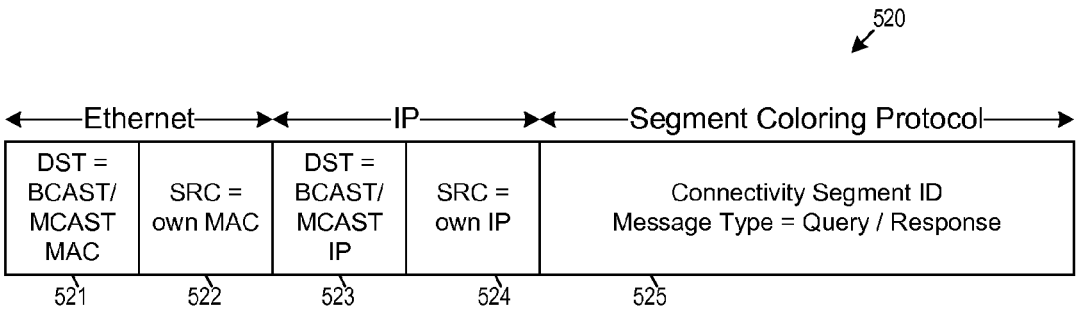 520
Ethernet
IP
Segment Coloring Protocol
DST =
BCAST/
MCAST
MAC
SRC =
own MAC
DST =
BCAST/
MCAST
IP
SRC =
own IP
Connectivity Segment ID
Message Type = Query / Response
521
522
523
524
525